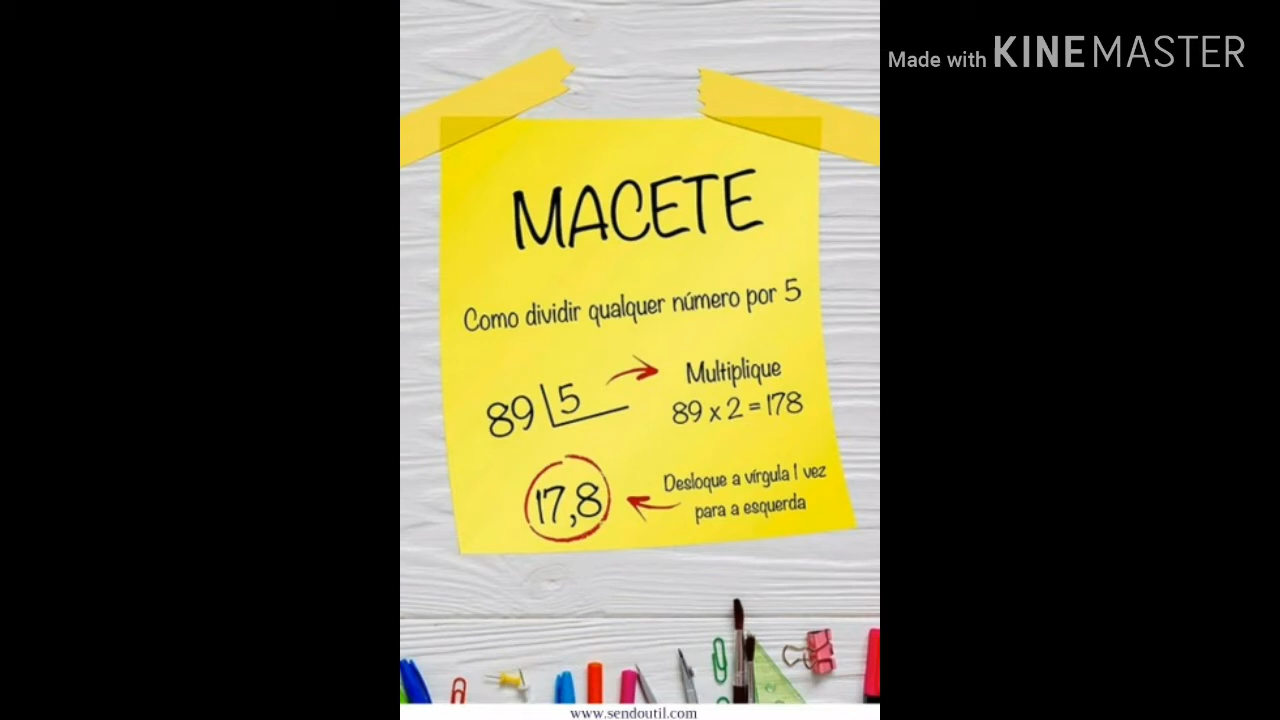 Made with KINEMASTER
MACETE
Como dividir qualquer número por 5
89 5
Multiplique
89 x 2 = 178
17,8
Desloque a vírgula 1 vez
para a esquerda
www.sendoutil.com